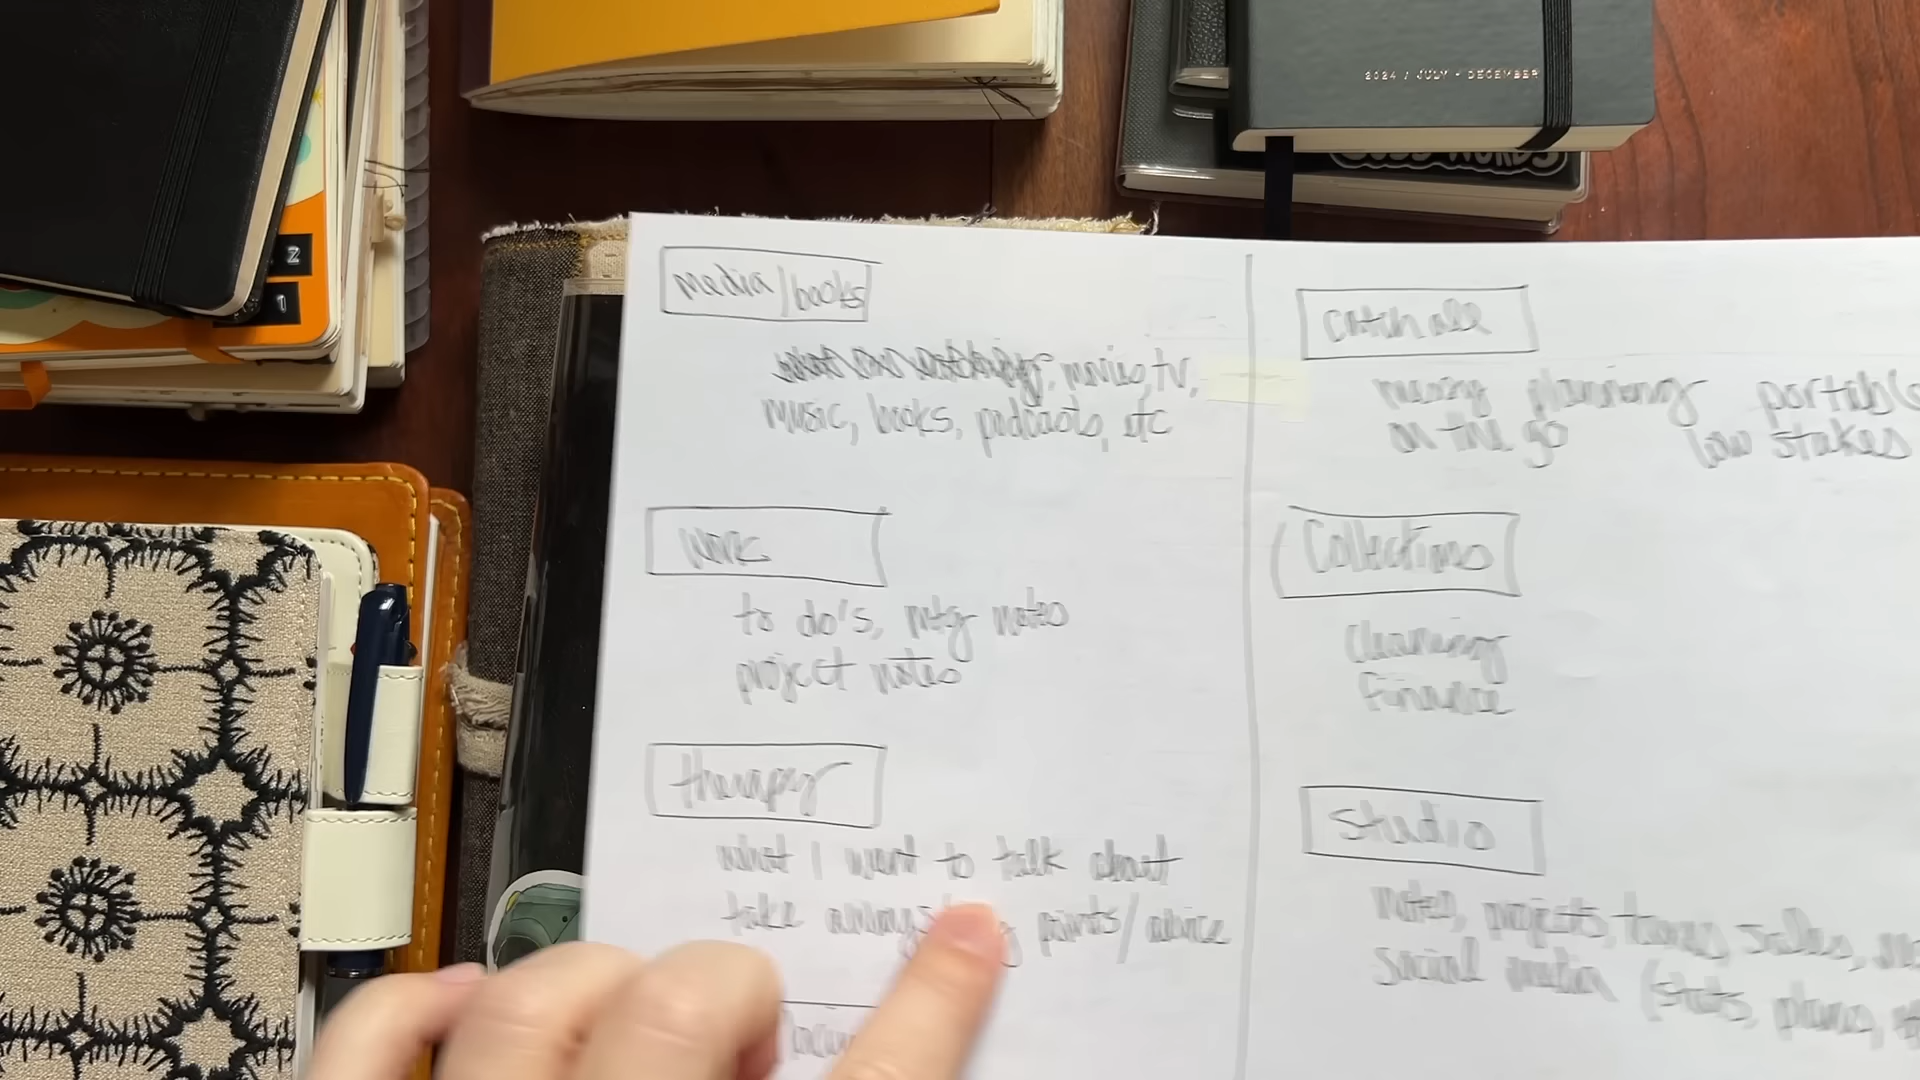 2024 / JULY - DECEMBER
Z
media/books
movies, tv,
music, books, podcasts, etc
work
to do's, mtg notes
project notes
therapy
what I want to talk about
take aways/ points/advice
catch all
planning portable
on the go low stakes
Collections
cleaning
finance
studio
notes, projects, taxes, sales,
social media (stats, plans,